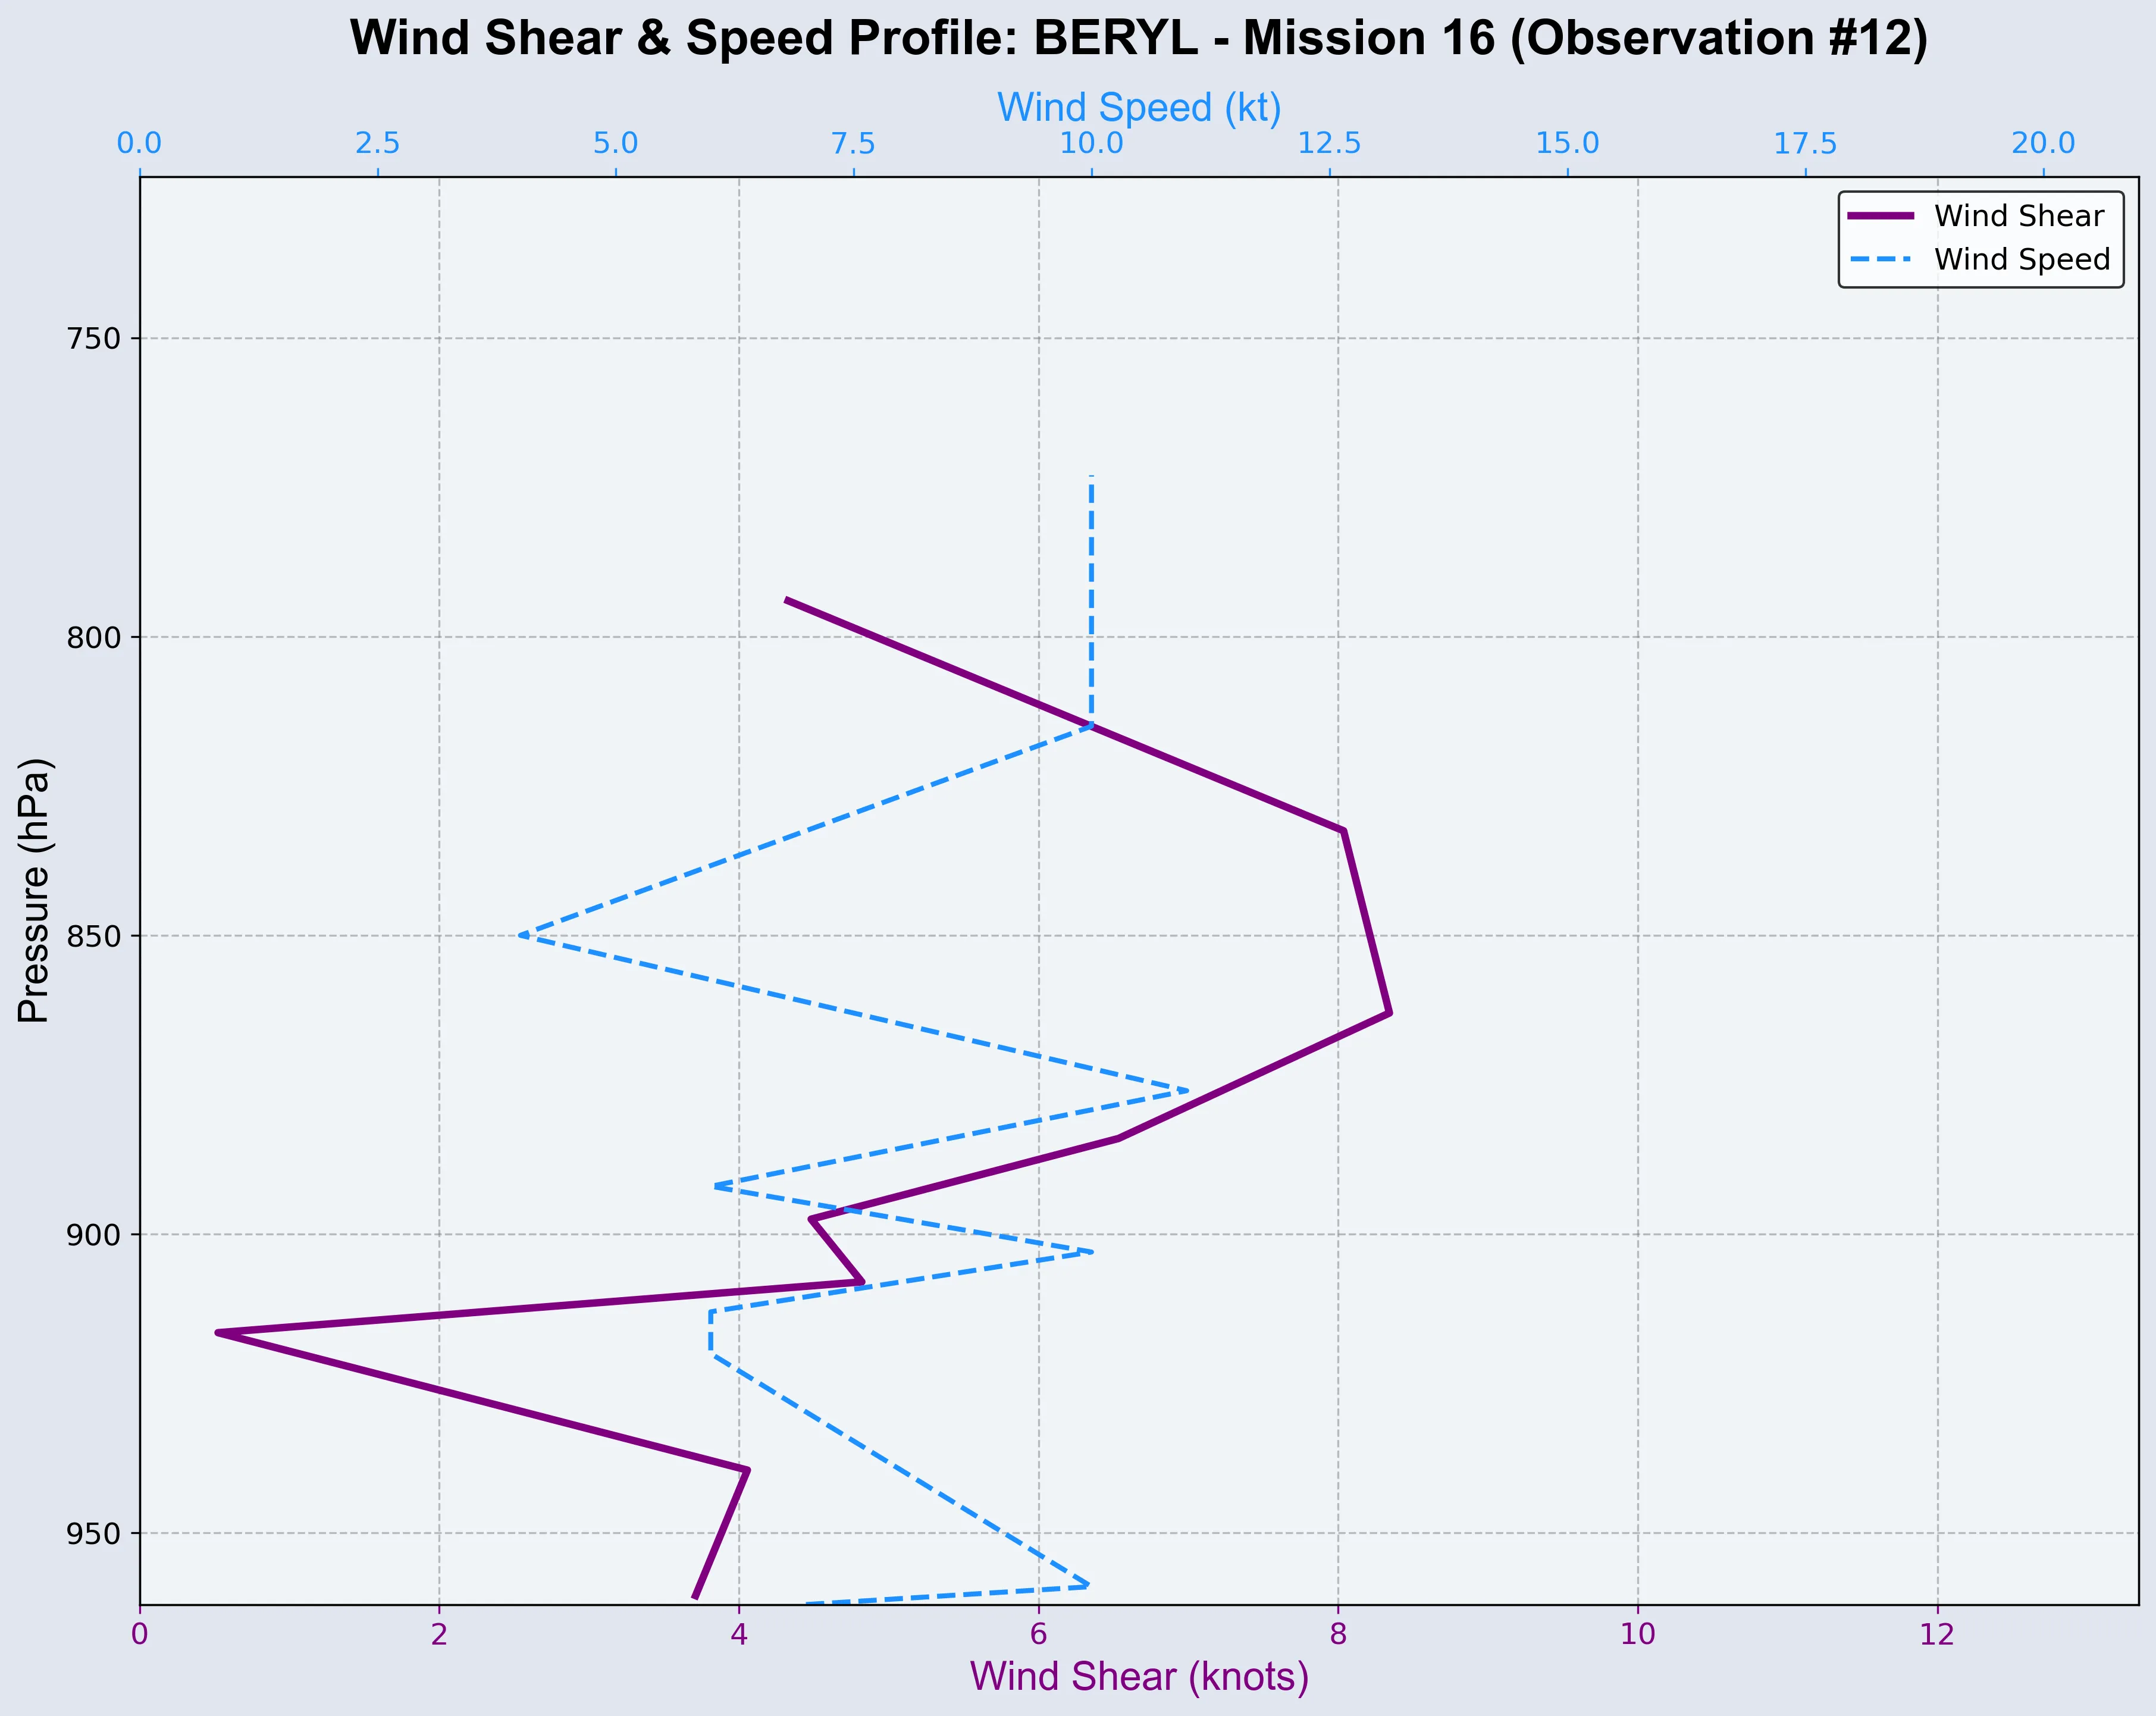 Wind Shear & Speed Profile: BERYL - Mission 16 (Observation #12)
Wind Speed (kt)
0.0 2.5 5.0 7.5 10.0 12.5 15.0 17.5 20.0
Wind Shear
Wind Speed
Pressure (hPa)
750
800
850
900
950
0 2 4 6 8 10 12
Wind Shear (knots)